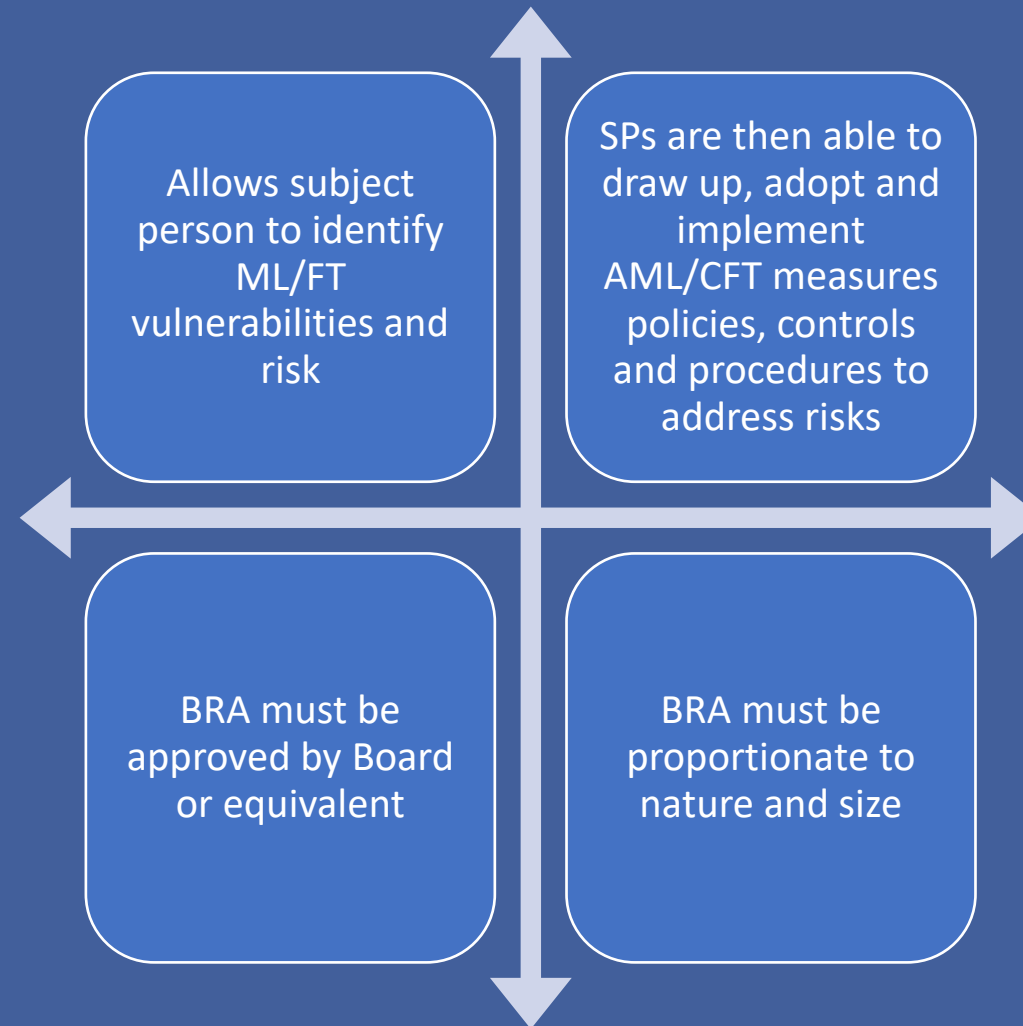 Allows subject
person to identify
ML/FT
vulnerabilities and
risk
SPs are then able to
draw up, adopt and
implement
AML/CFT measures
policies, controls
and procedures to
address risks
BRA must be
approved by Board
or equivalent
BRA must be
proportionate to
nature and size